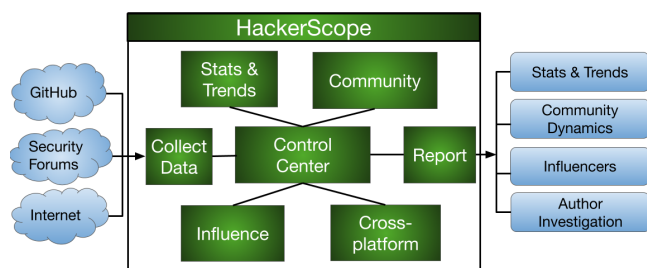 HackerScope
GitHub
Security
Forums
Internet
Stats &
Trends
Community
Collect
Data
Control
Center
Report
Influence
Cross-
platform
Stats & Trends
Community
Dynamics
Influencers
Author
Investigation